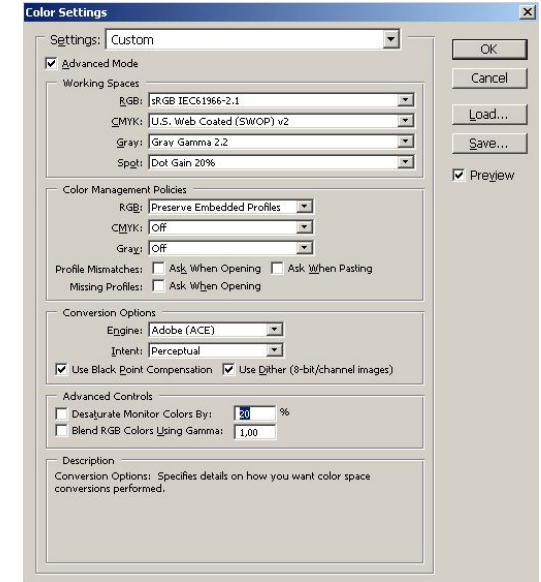 Color Settings
Settings: Custom
OK
Advanced Mode
Cancel
Working Spaces
RGB: sRGB IEC61966-2.1
Load...
CMYK: U.S. Web Coated (SWOP) v2
Gray: Gray Gamma 2.2
Save...
Spot: Dot Gain 20%
Preview
Color Management Policies
RGB: Preserve Embedded Profiles
CMYK: Off
Gray: Off
Profile Mismatches: Ask When Opening Ask When Pasting
Missing Profiles: Ask When Opening
Conversion Options
Engine: Adobe (ACE)
Intent: Perceptual
Use Black Point Compensation Use Dither (8-bit/channel images)
Advanced Controls
Desaturate Monitor Colors By: 20 %
Blend RGB Colors Using Gamma: 1,00
Description
Conversion Options: Specifies details on how you want color space
conversions performed.